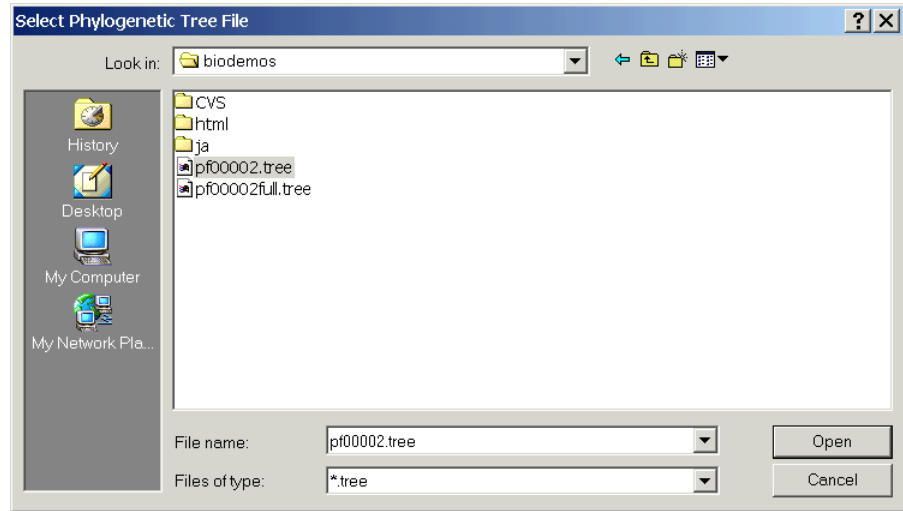 Select Phylogenetic Tree File
Look in: biodemos
CVS
html
ja
pf00002.tree
pf00002full.tree
History
Desktop
My Computer
My Network Pla...
File name: pf00002.tree Open
Files of type: *.tree Cancel